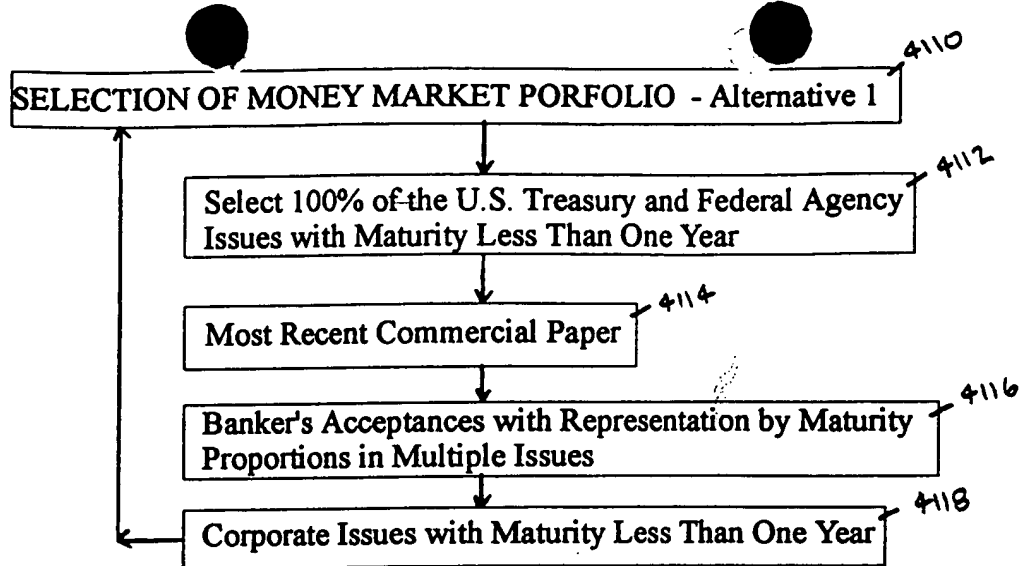 4110
SELECTION OF MONEY MARKET PORFOLIO - Alternative 1
4112
Select 100% of the U.S. Treasury and Federal Agency
Issues with Maturity Less Than One Year
4114
Most Recent Commercial Paper
4116
Banker's Acceptances with Representation by Maturity
Proportions in Multiple Issues
4118
Corporate Issues with Maturity Less Than One Year